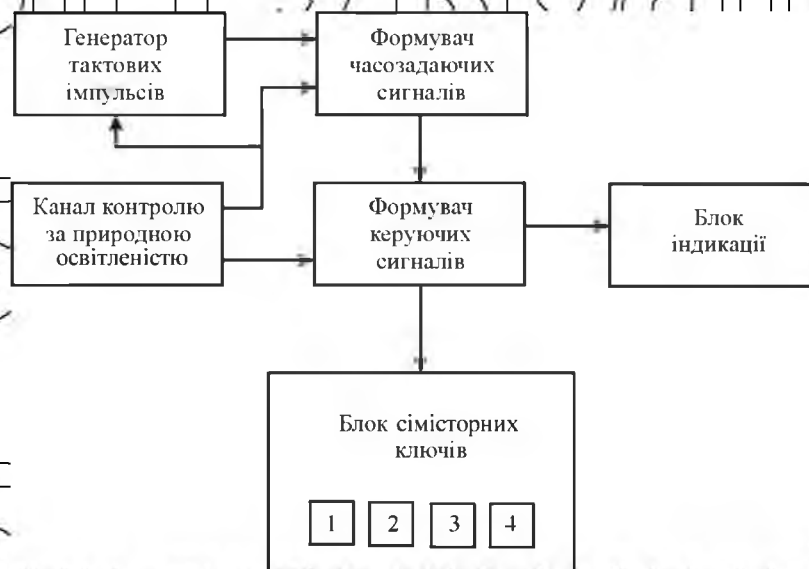 Генератор
тактових
імпульсів
Формувач
часозадаючих
сигналів
Канал контролю
за природною
освітленістю
Формувач
керуючих
сигналів
Блок
індикації
Блок сімісторних
ключів
1 2 3 4